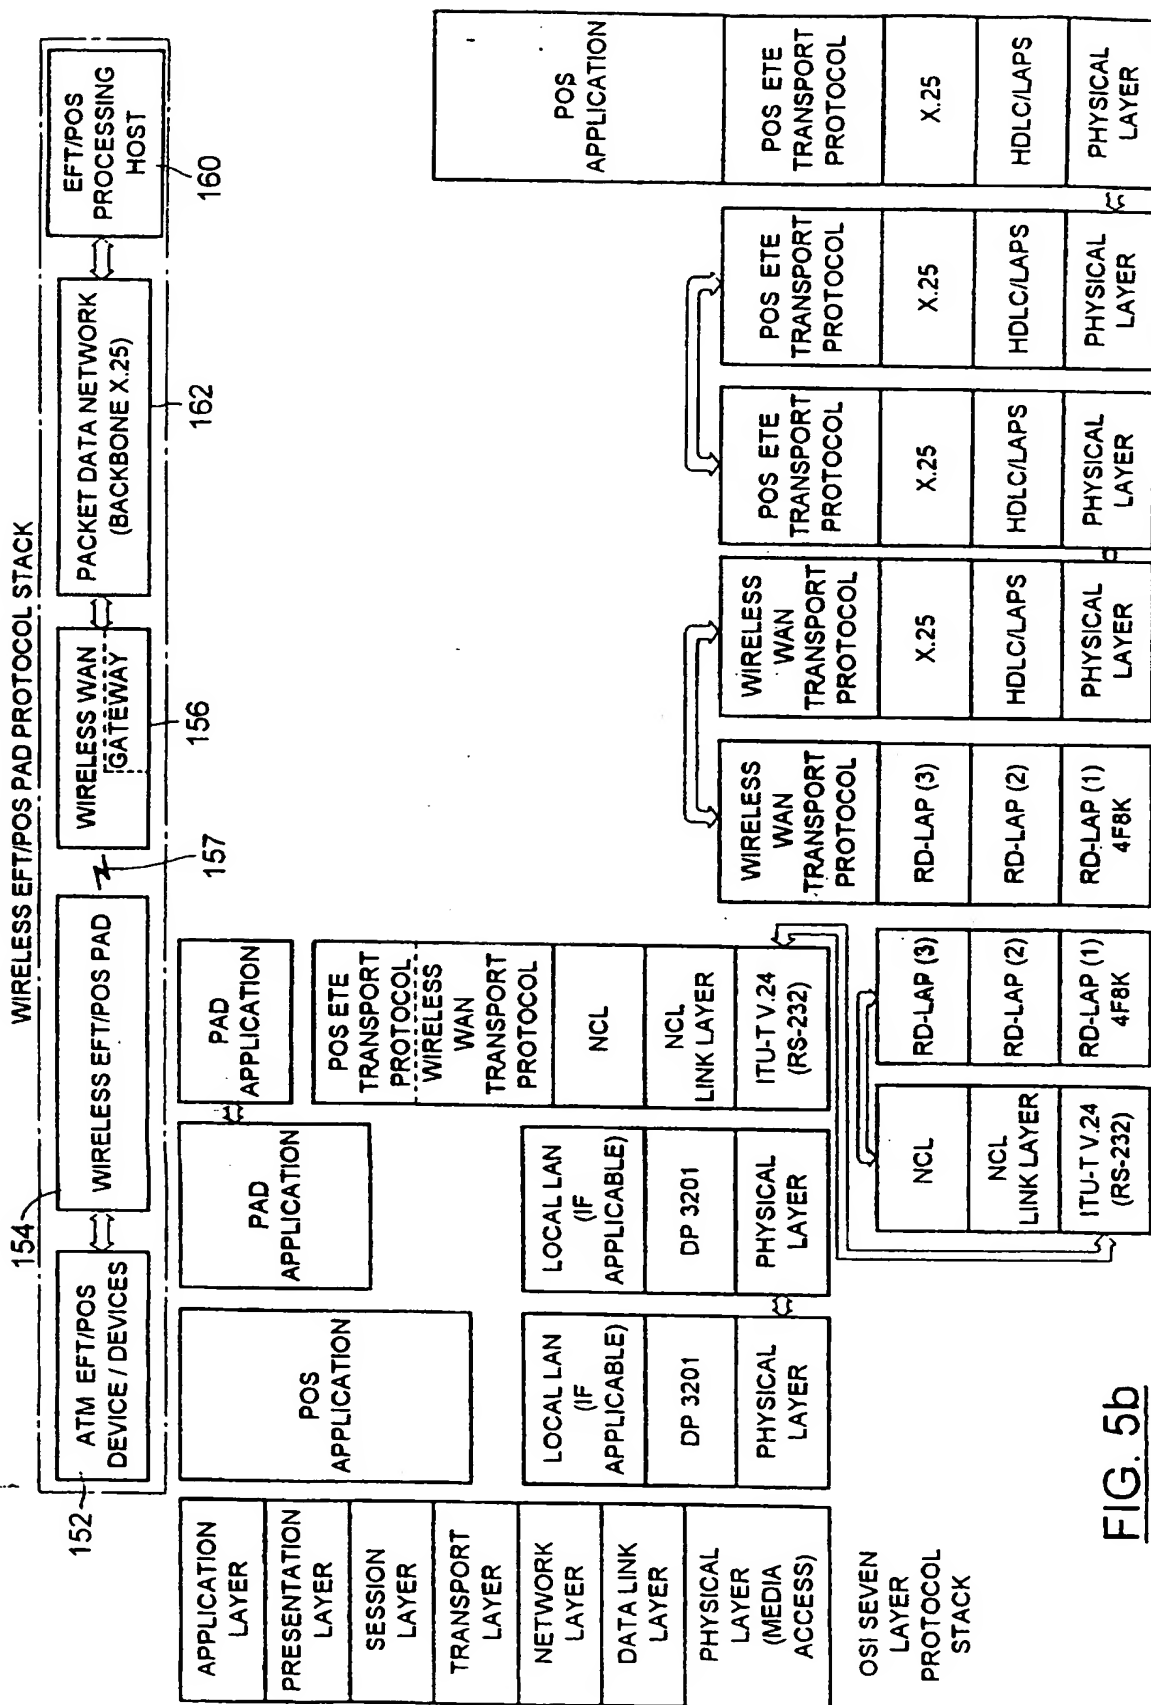 WIRELESS EFT/POS PAD PROTOCOL STACK
ATM EFT/POS
DEVICE / DEVICES
152
WIRELESS EFT/POS PAD
154
157
WIRELESS WAN
GATEWAY
156
PACKET DATA NETWORK
(BACKBONE X.25)
162
EFT/POS
PROCESSING
HOST
160
APPLICATION
LAYER
PRESENTATION
LAYER
SESSION
LAYER
TRANSPORT
LAYER
NETWORK
LAYER
DATA LINK
LAYER
PHYSICAL
LAYER
(MEDIA
ACCESS)
OSI SEVEN
LAYER
PROTOCOL
STACK
POS
APPLICATION
LOCAL LAN
(IF
APPLICABLE)
DP 3201
PHYSICAL
LAYER
PAD
APPLICATION
LOCAL LAN
(IF
APPLICABLE)
DP 3201
PHYSICAL
LAYER
PAD
APPLICATION
POS ETE
TRANSPORT
PROTOCOL
WIRELESS
WAN
TRANSPORT
PROTOCOL
NCL
NCL
LINK LAYER
ITU-T V.24
(RS-232)
NCL
NCL
LINK LAYER
ITU-T V.24
(RS-232)
RD-LAP (3)
RD-LAP (2)
RD-LAP (1)
4F8K
WIRELESS
WAN
TRANSPORT
PROTOCOL
RD-LAP (3)
RD-LAP (2)
RD-LAP (1)
4F8K
WIRELESS
WAN
TRANSPORT
PROTOCOL
X.25
HDLC/LAPS
PHYSICAL
LAYER
POS ETE
TRANSPORT
PROTOCOL
X.25
HDLC/LAPS
PHYSICAL
LAYER
POS ETE
TRANSPORT
PROTOCOL
X.25
HDLC/LAPS
PHYSICAL
LAYER
POS
APPLICATION
POS ETE
TRANSPORT
PROTOCOL
X.25
HDLC/LAPS
PHYSICAL
LAYER
FIG. 5b